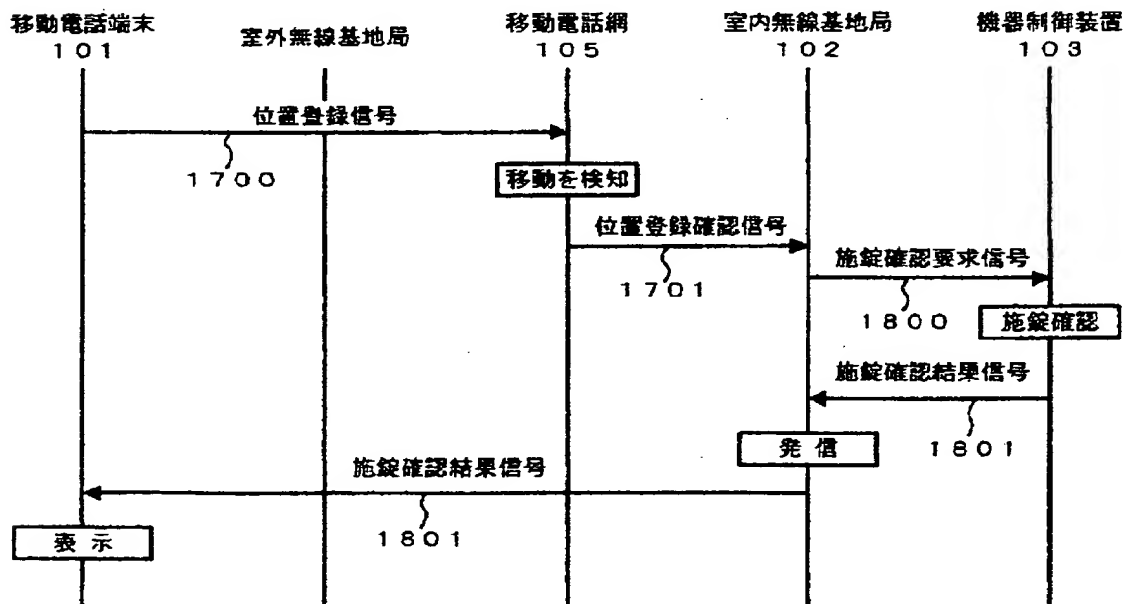 移動電話端末
101
室外無線基地局
移動電話網
105
室内無線基地局
102
機器制御装置
103
位置登録信号
1700
移動を検知
位置登録確認信号
1701
施錠確認要求信号
1800
施錠確認
施錠確認結果信号
1801
発信
施錠確認結果信号
1801
表示